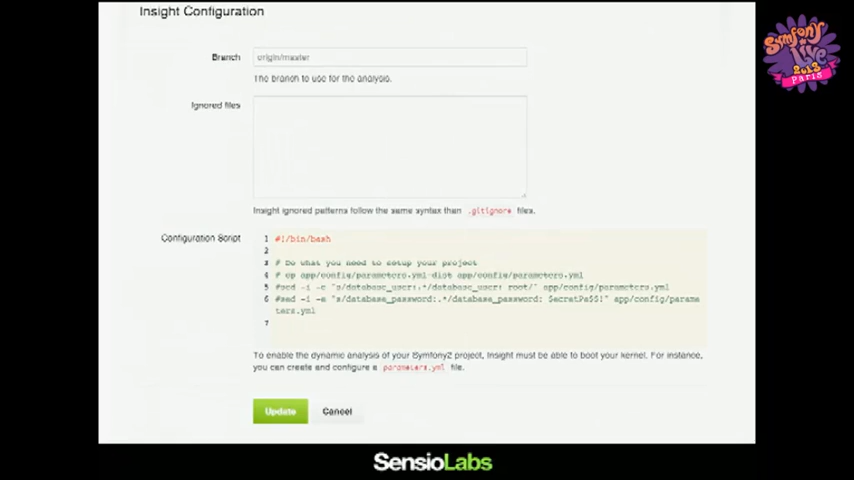 Insight Configuration
Symfony
Live
2013
Paris
Branch
origin/master
The branch to use for the analysis.
Ignored files
Insight ignored patterns follow the same syntax than .gitignore files.
Configuration Script
1 #!/bin/bash
2
3 # Do what you need to setup your project
4 # cp app/config/parameters.yml-dist app/config/parameters.yml
5 #sed -i -e "s/database_user:.*/database_user: root/" app/config/parameters.yml
6 #sed -i -e "s/database_password:.*/database_password: $ecretPa$$!" app/config/parame
ters.yml
7
To enable the dynamic analysis of your Symfony2 project, Insight must be able to boot your kernel. For instance,
you can create and configure a parameters.yml file.
Update Cancel
SensioLabs